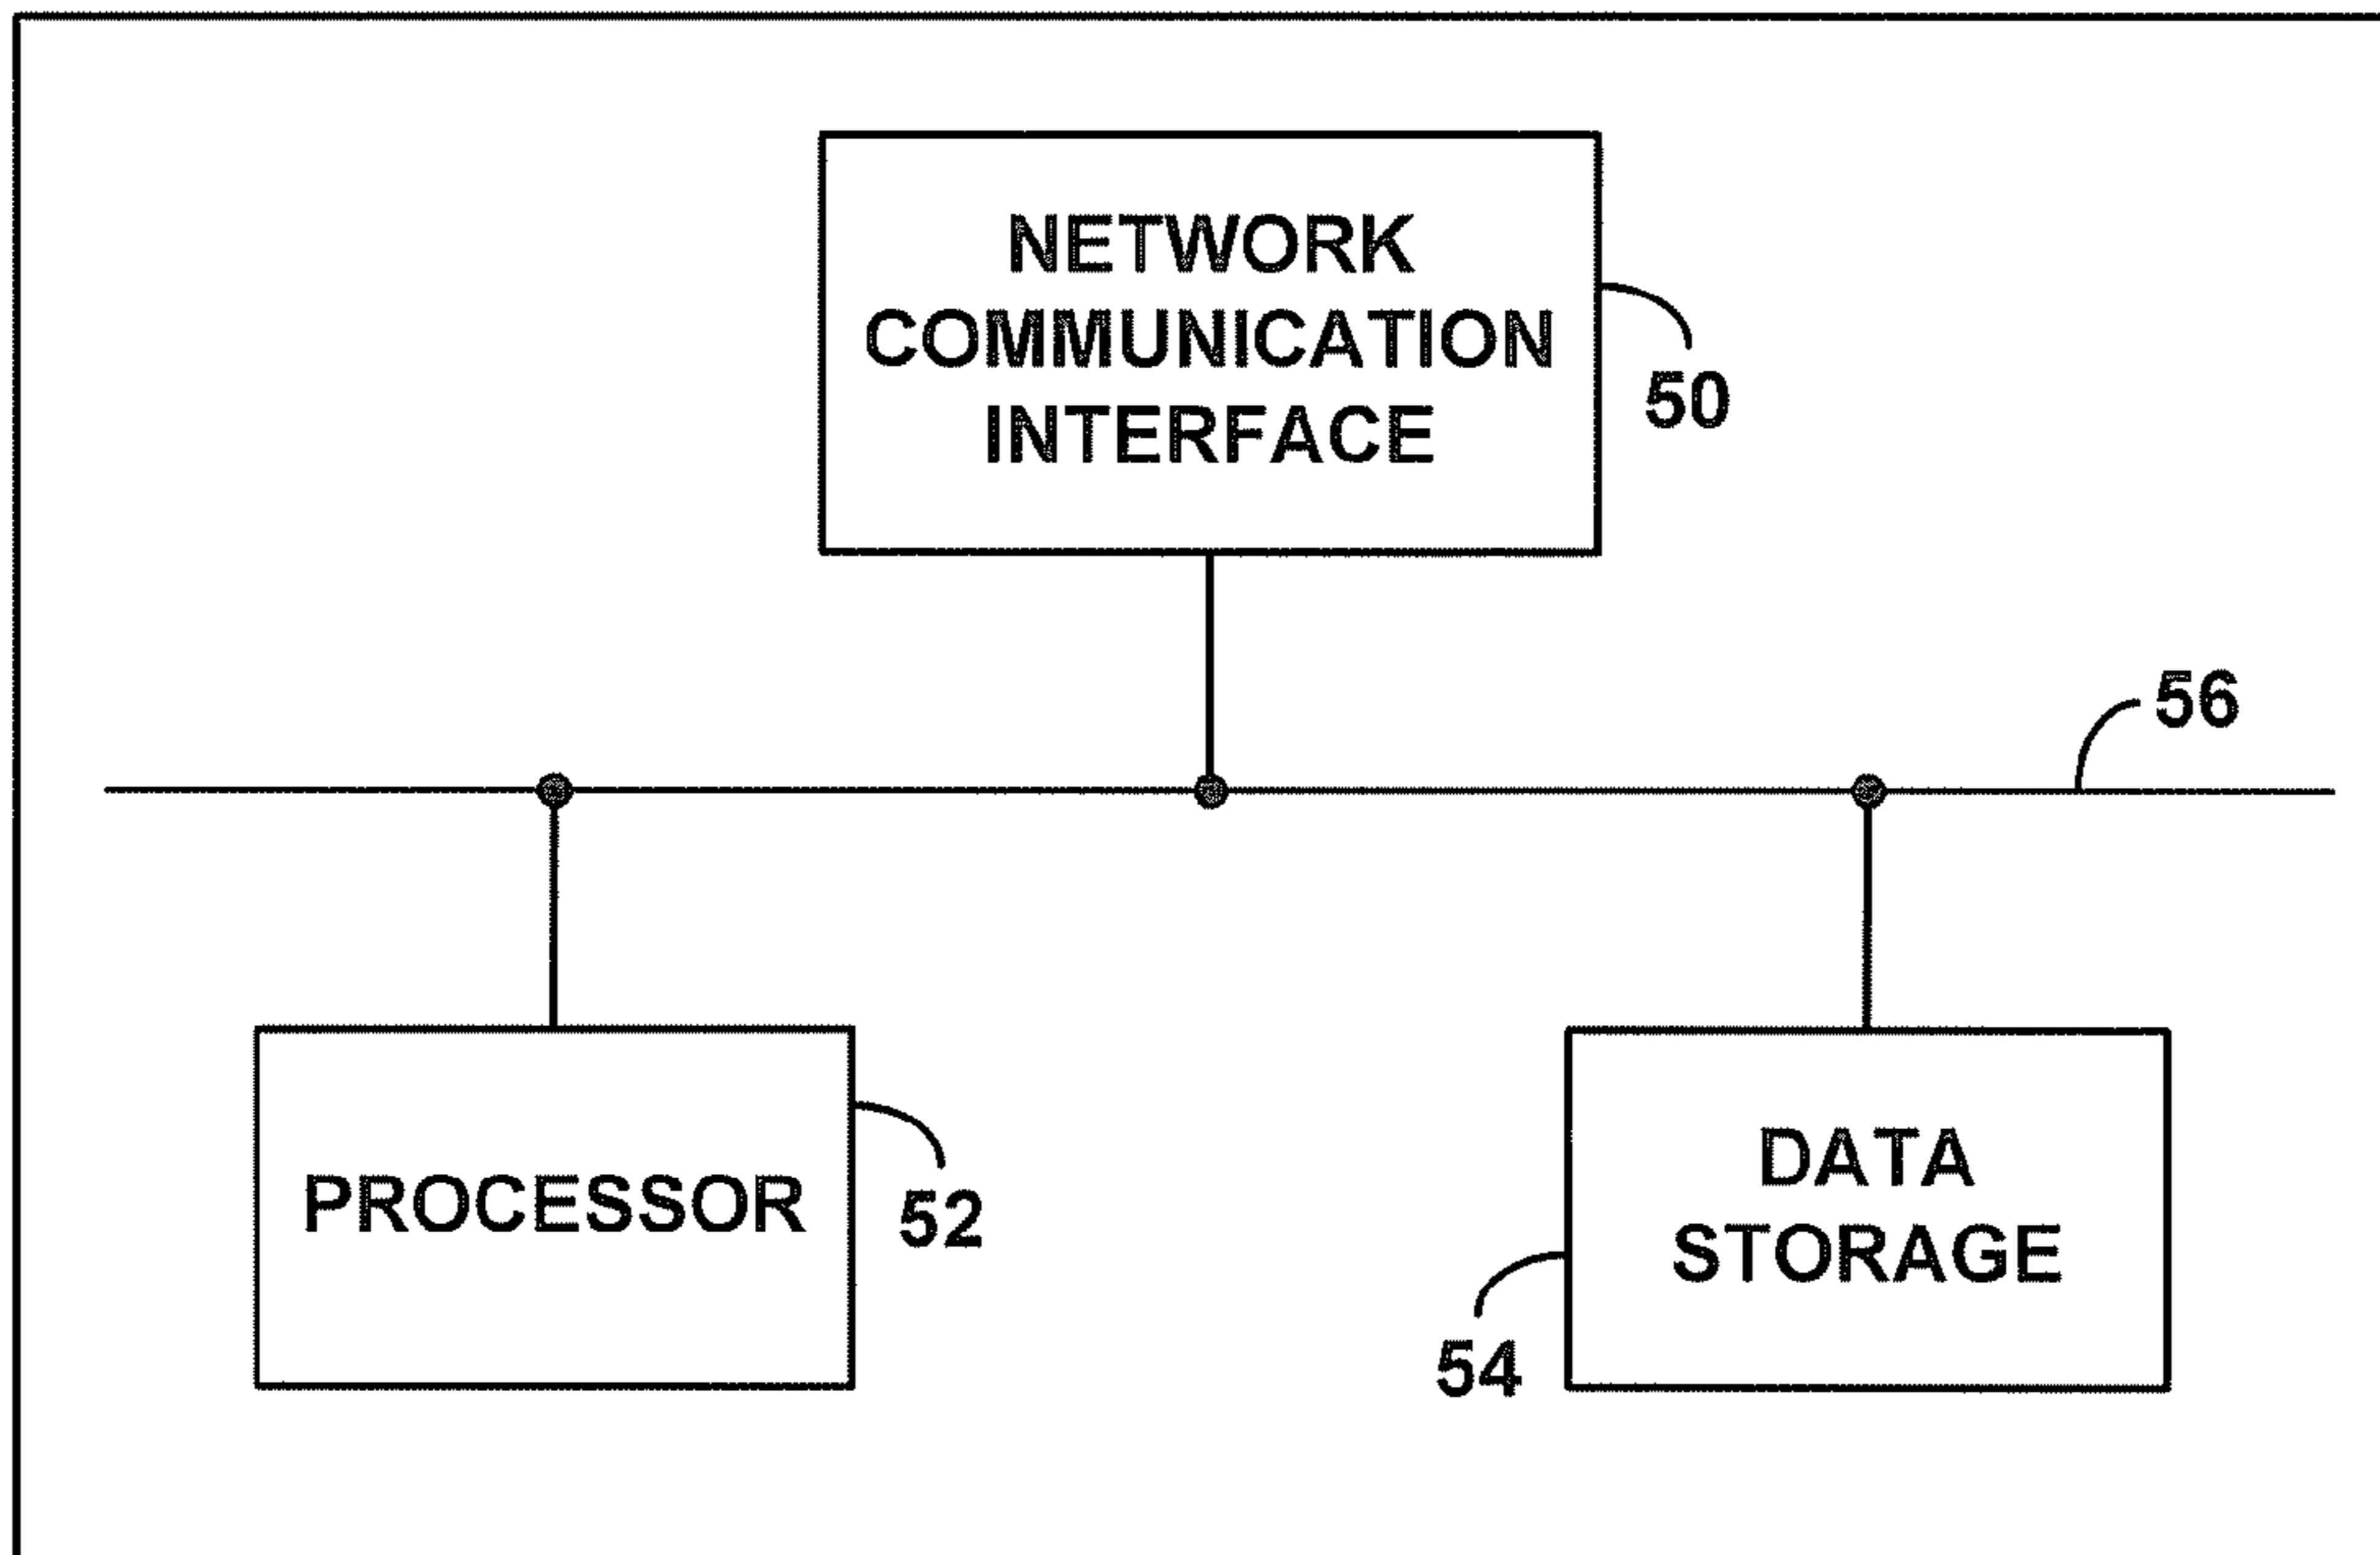 NETWORK
COMMUNICATION
INTERFACE
50
56
PROCESSOR
52
DATA
STORAGE
54